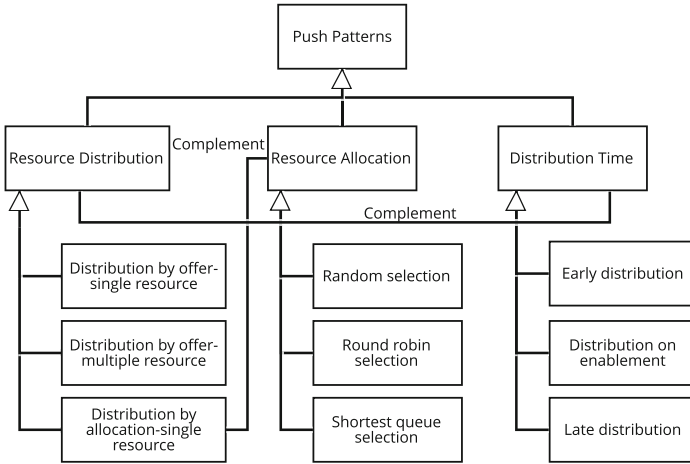 Push Patterns
Complement
Resource Distribution
Resource Allocation
Distribution Time
Complement
Distribution by offer-
single resource
Random selection
Early distribution
Distribution by offer-
multiple resource
Round robin
selection
Distribution on
enablement
Distribution by
allocation-single
resource
Shortest queue
selection
Late distribution